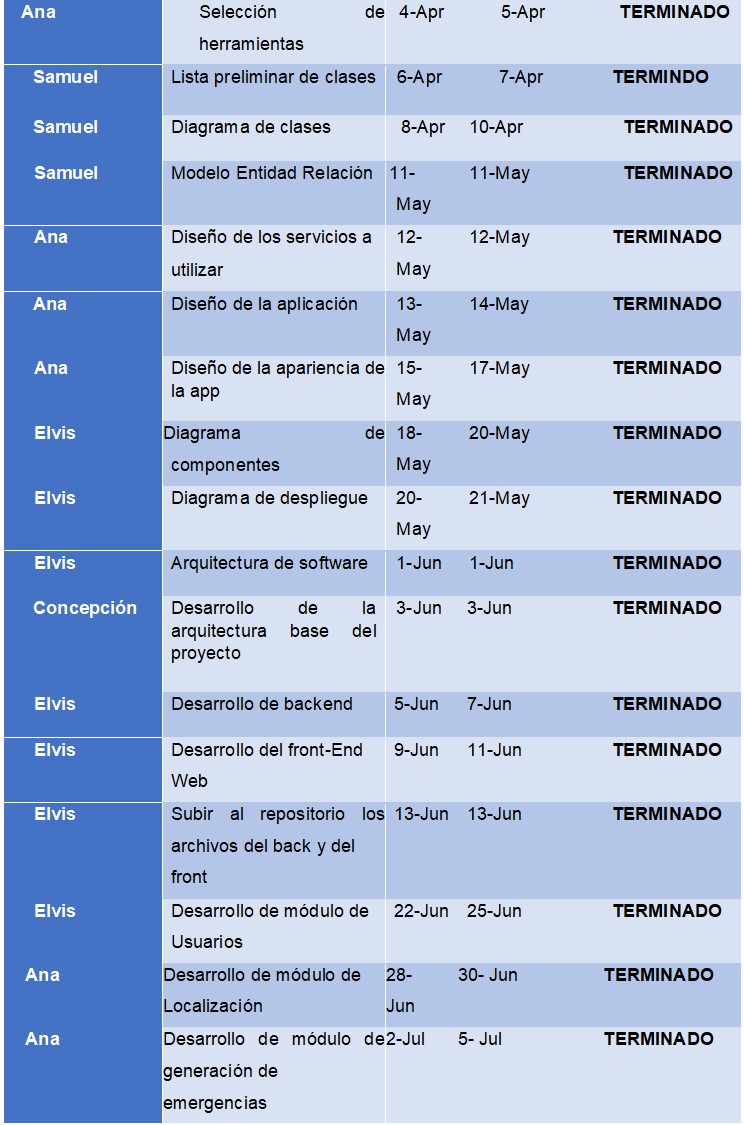 Ana Selección de 4-Apr 5-Apr TERMINADO
herramientas
Samuel Lista preliminar de clases 6-Apr 7-Apr TERMINDO
Samuel Diagrama de clases 8-Apr 10-Apr TERMINADO
Samuel Modelo Entidad Relación 11- 11-May TERMINADO
May
Ana Diseño de los servicios a 12- 12-May TERMINADO
utilizar May
Ana Diseño de la aplicación 13- 14-May TERMINADO
May
Ana Diseño de la apariencia de 15- 17-May TERMINADO
la app May
Elvis Diagrama de 18- 20-May TERMINADO
componentes May
Elvis Diagrama de despliegue 20- 21-May TERMINADO
May
Elvis Arquitectura de software 1-Jun 1-Jun TERMINADO
Concepción Desarrollo de la 3-Jun 3-Jun TERMINADO
arquitectura base del
proyecto
Elvis Desarrollo de backend 5-Jun 7-Jun TERMINADO
Elvis Desarrollo del front-End 9-Jun 11-Jun TERMINADO
Web
Elvis Subir al repositorio los 13-Jun 13-Jun TERMINADO
archivos del back y del
front
Elvis Desarrollo de módulo de 22-Jun 25-Jun TERMINADO
Usuarios
Ana Desarrollo de módulo de 28- 30- Jun TERMINADO
Localización Jun
Ana Desarrollo de módulo de 2-Jul 5- Jul TERMINADO
generación de
emergencias